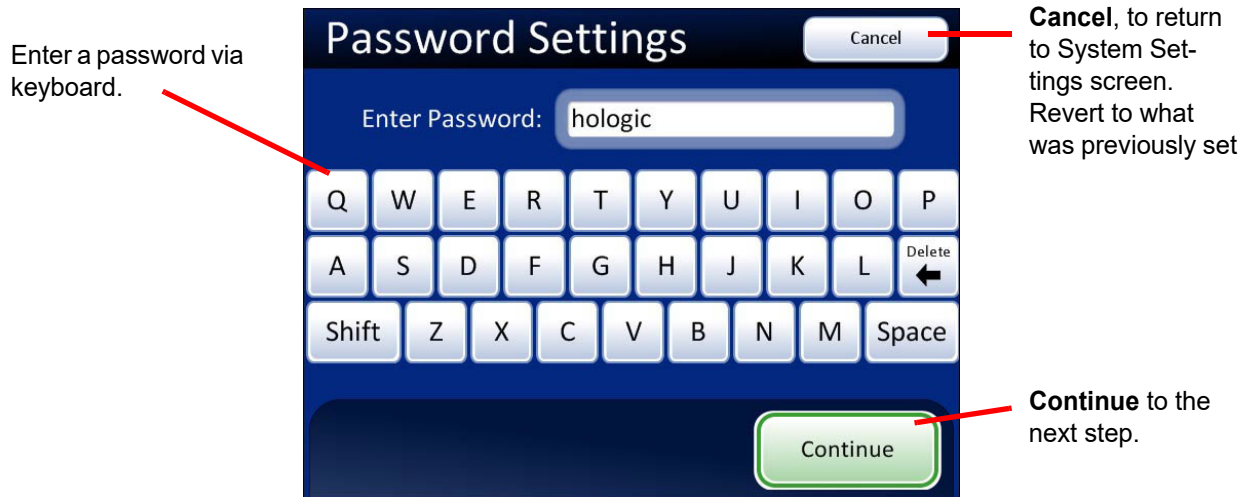 Enter a password via
keyboard.
Password Settings
Cancel
Cancel, to return
to System Set-
tings screen.
Revert to what
was previously set
Enter Password: hologic
Q W E R T Y U I O P
A S D F G H J K L Delete
Shift Z X C V B N M Space
Continue
Continue to the
next step.